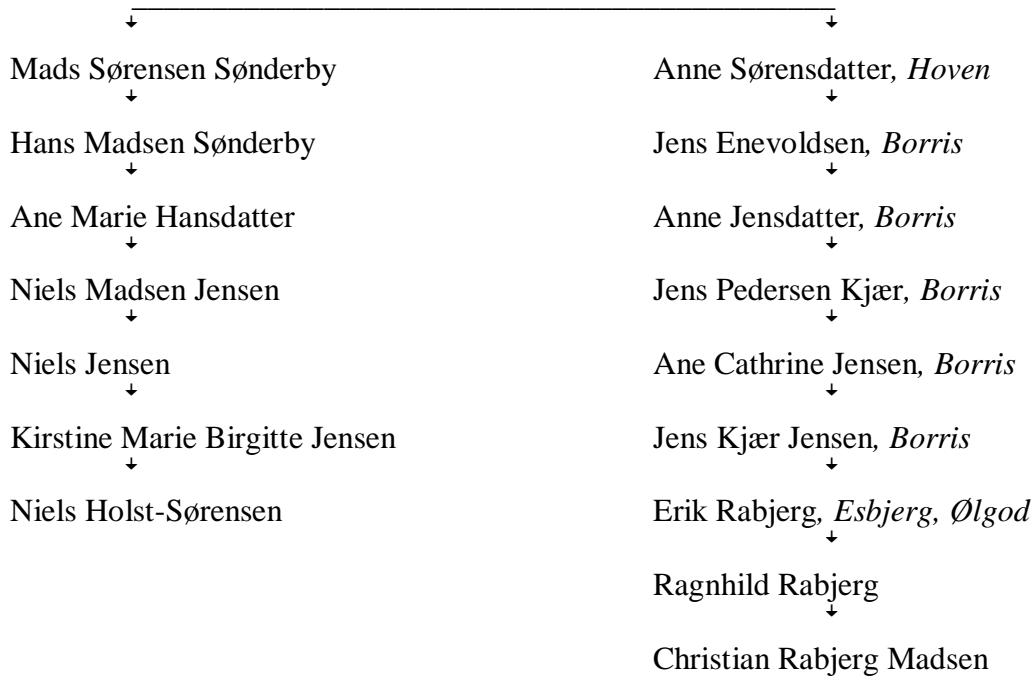 Mads Sørensen Sønderby Anne Sørensdatter, Hoven
Hans Madsen Sønderby Jens Enevoldsen, Borris
Ane Marie Hansdatter Anne Jensdatter, Borris
Niels Madsen Jensen Jens Pedersen Kjær, Borris
Niels Jensen Ane Cathrine Jensen, Borris
Kirstine Marie Birgitte Jensen Jens Kjær Jensen, Borris
Niels Holst-Sørensen Erik Rabjerg, Esbjerg, Ølgod
Ragnhild Rabjerg
Christian Rabjerg Madsen